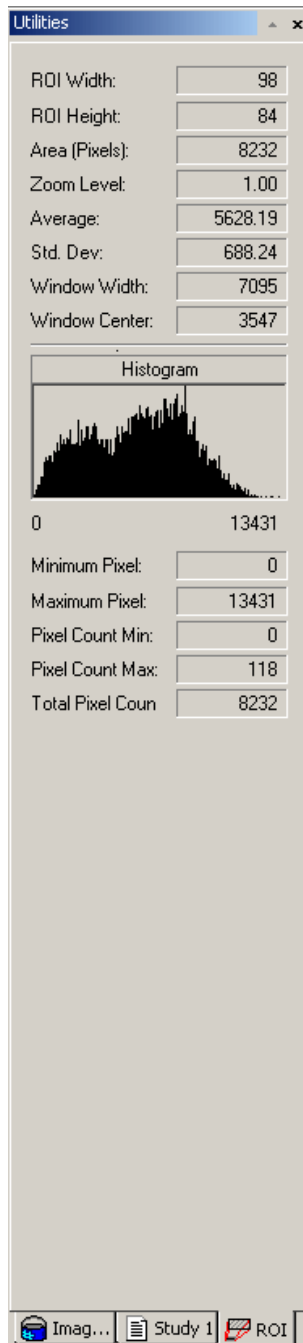 Utilities
ROI Width: 98
ROI Height: 84
Area (Pixels): 8232
Zoom Level: 1.00
Average: 5628.19
Std. Dev: 688.24
Window Width: 7095
Window Center: 3547
Histogram
0 13431
Minimum Pixel: 0
Maximum Pixel: 13431
Pixel Count Min: 0
Pixel Count Max: 118
Total Pixel Coun 8232
Imag... Study 1 ROI